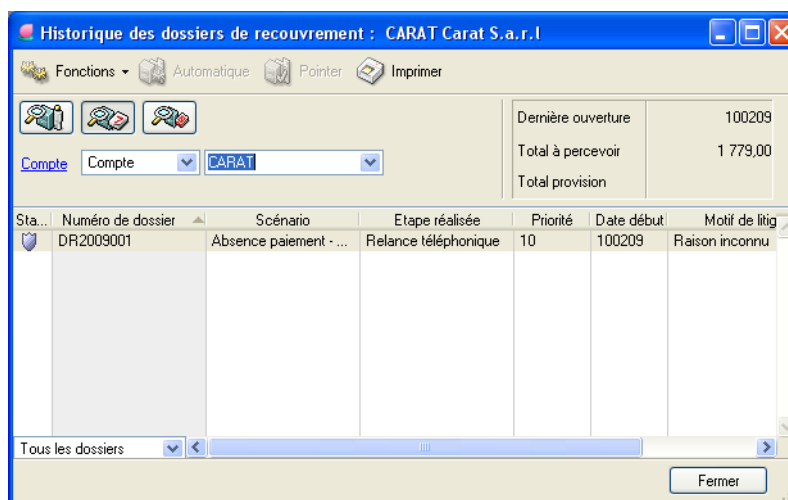 Historique des dossiers de recouvrement : CARAT Carat S.a.r.l
Fonctions Automatique Pointer Imprimer
Dernière ouverture 100209
Total à percevoir 1 779,00
Total provision
Compte Compte CARAT
Sta... Numéro de dossier Scénario Etape réalisée Priorité Date début Motif de litig
DR2009001 Absence paiement - ... Relance téléphonique 10 100209 Raison inconnu
Tous les dossiers
Fermer